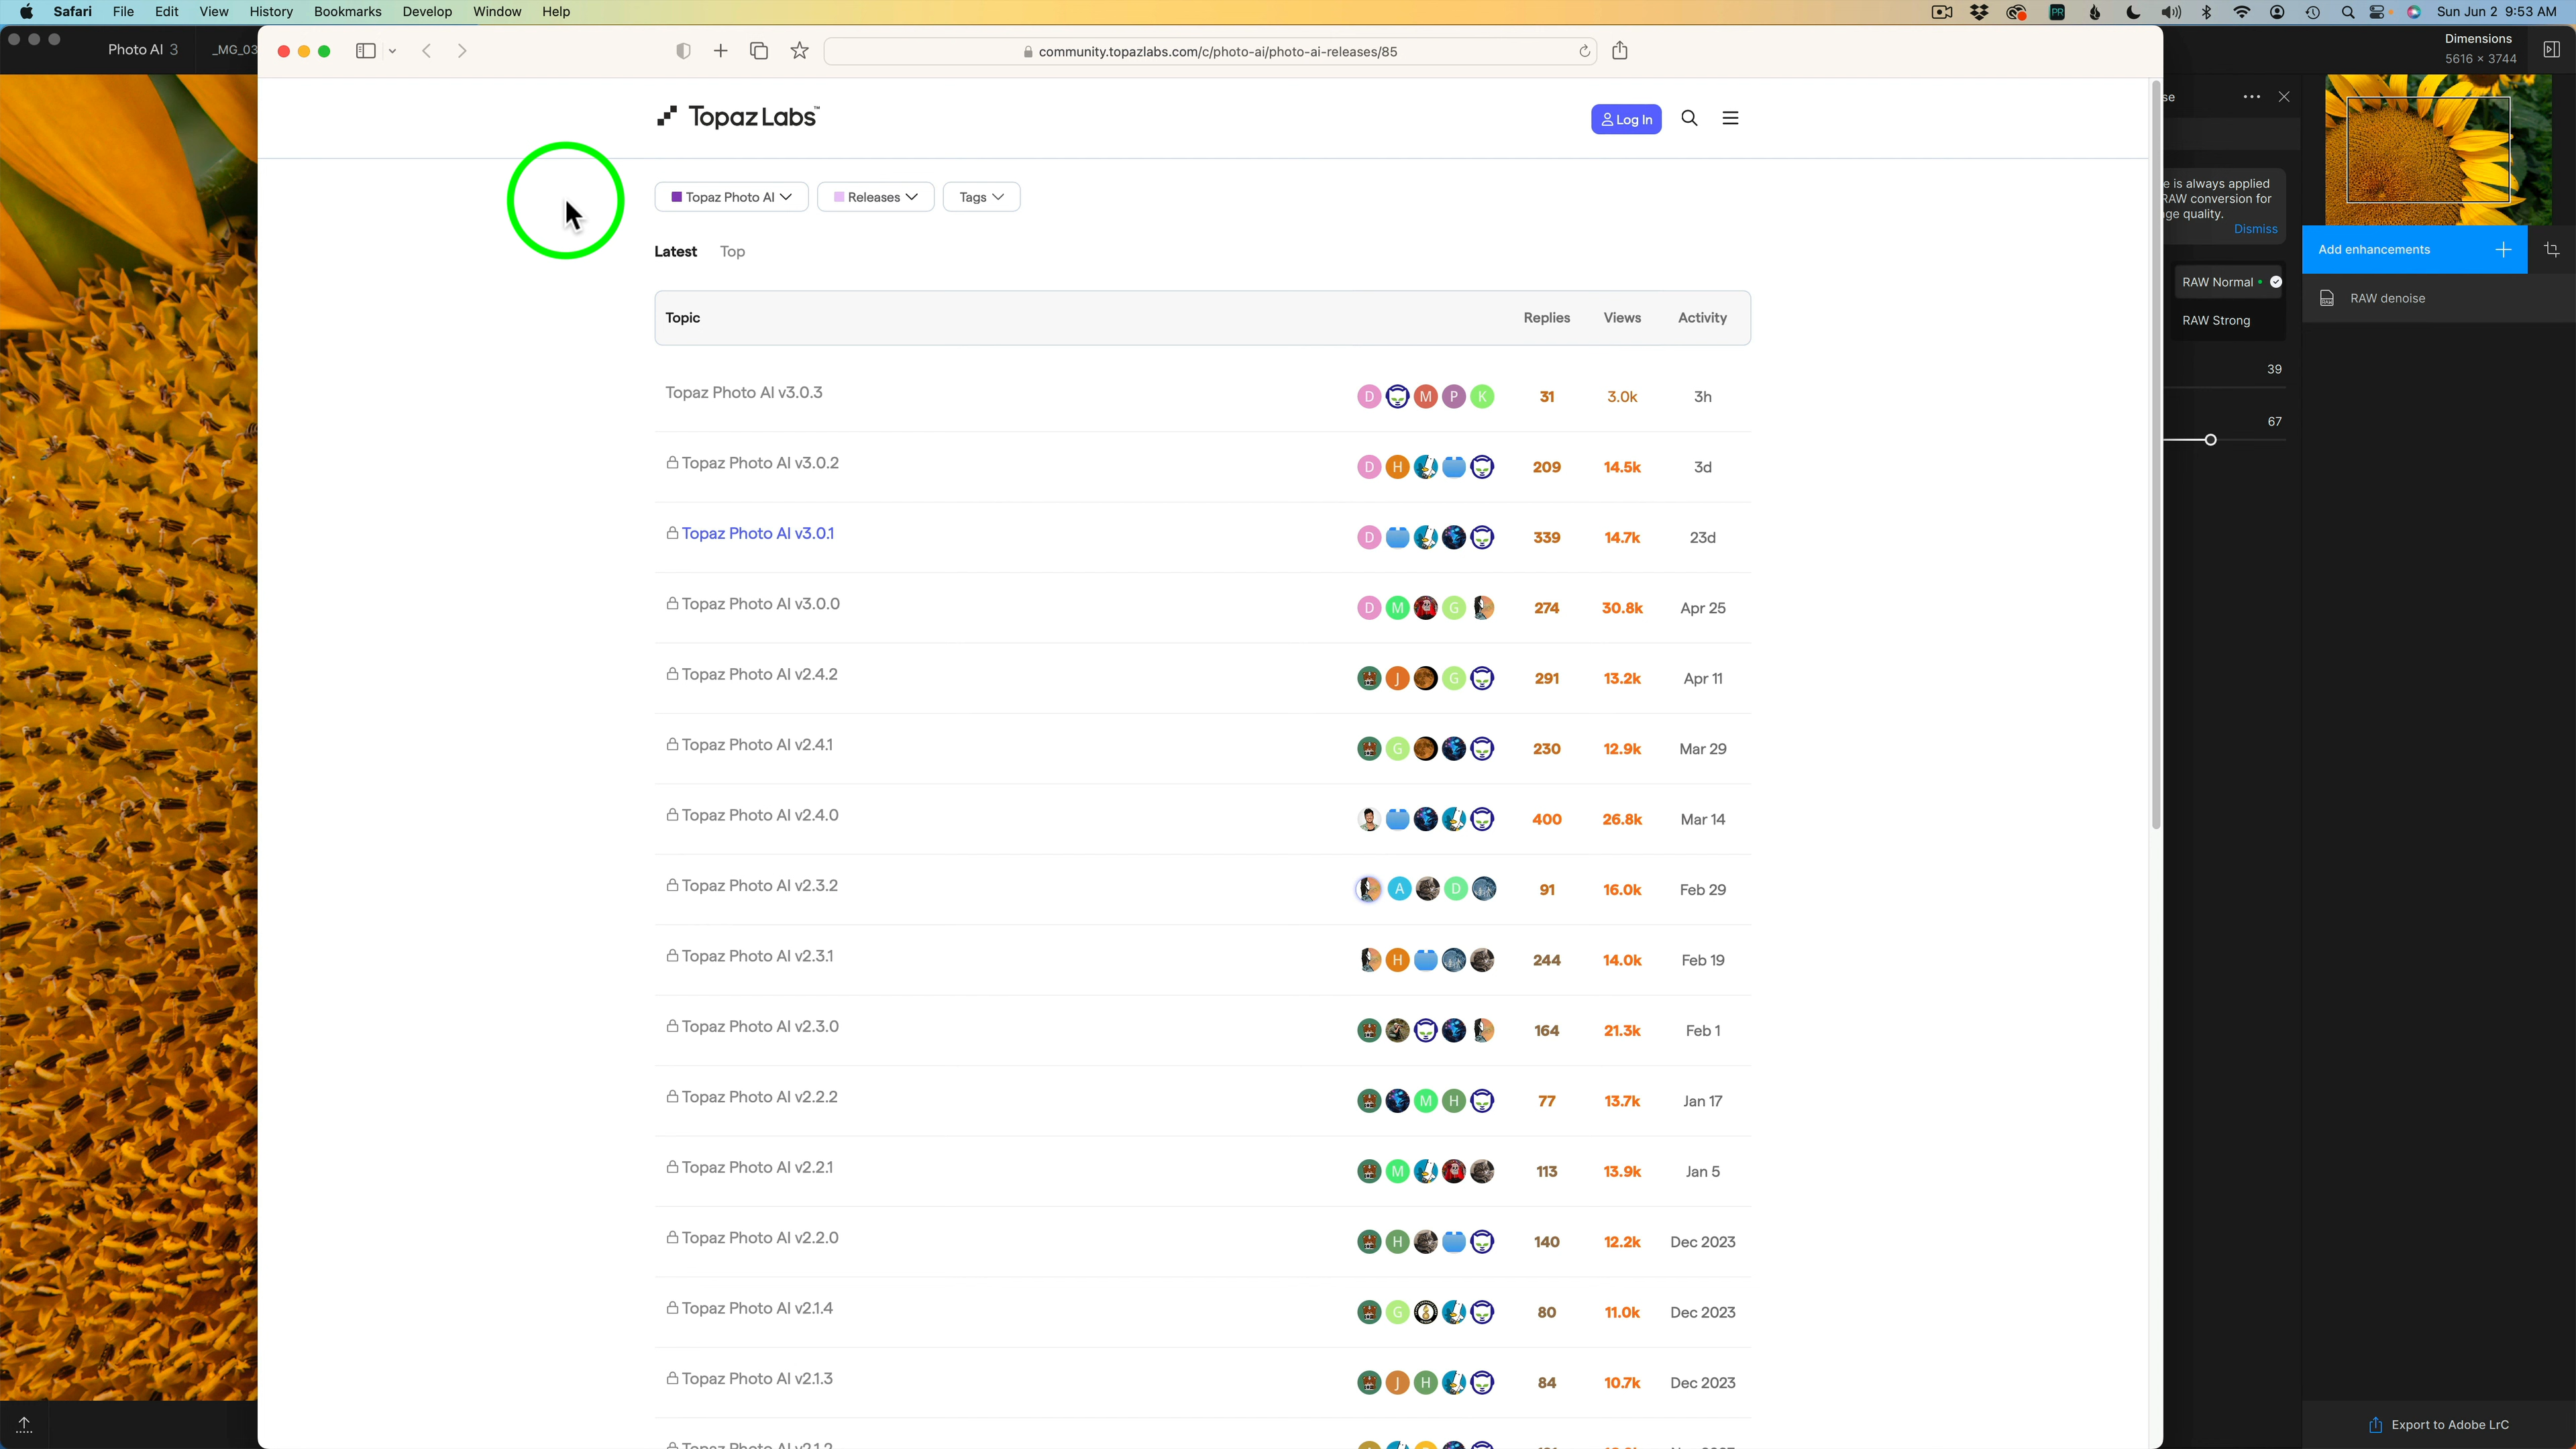 Safari File Edit View History Bookmarks Develop Window Help
PR
Sun Jun 2 9:53 AM
Photo AI 3
_MG_03
community.topazlabs.com/c/photo-ai/photo-ai-releases/85
Dimensions
5616 × 3744
Topaz Labs™
Log In
Topaz Photo AI
Releases
Tags
Latest
Top
Topic Replies Views Activity
Topaz Photo AI v3.0.3 D M P K 31 3.0k 3h
Topaz Photo AI v3.0.2 D H 209 14.5k 3d
Topaz Photo AI v3.0.1 D 339 14.7k 23d
Topaz Photo AI v3.0.0 D M G 274 30.8k Apr 25
Topaz Photo AI v2.4.2 J G 291 13.2k Apr 11
Topaz Photo AI v2.4.1 G 230 12.9k Mar 29
Topaz Photo AI v2.4.0 400 26.8k Mar 14
Topaz Photo AI v2.3.2 A D 91 16.0k Feb 29
Topaz Photo AI v2.3.1 H 244 14.0k Feb 19
Topaz Photo AI v2.3.0 164 21.3k Feb 1
Topaz Photo AI v2.2.2 M H 77 13.7k Jan 17
Topaz Photo AI v2.2.1 M 113 13.9k Jan 5
Topaz Photo AI v2.2.0 H 140 12.2k Dec 2023
Topaz Photo AI v2.1.4 G 80 11.0k Dec 2023
Topaz Photo AI v2.1.3 J H 84 10.7k Dec 2023
Topaz Photo AI v2.1.2
se
e is always applied
RAW conversion for
ge quality.
Dismiss
RAW Normal
RAW Strong
39
67
Add enhancements
RAW denoise
Export to Adobe LrC